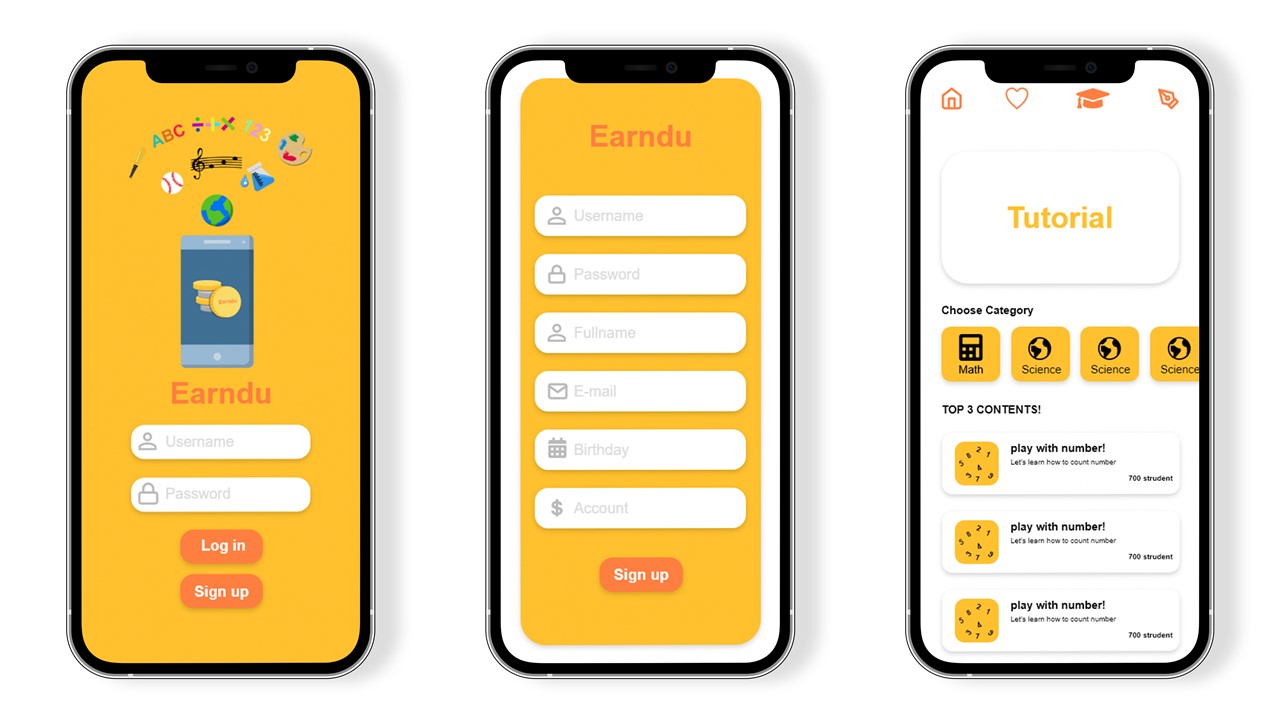 ABC ÷+× 123
Earndu
Earndu
Username
Password
Log in
Sign up
Earndu
Username
Password
Fullname
E-mail
Birthday
Account
Sign up
Tutorial
Choose Category
Math Science Science Science
TOP 3 CONTENTS!
play with number!
Let's learn how to count number
700 strudent
play with number!
Let's learn how to count number
700 strudent
play with number!
Let's learn how to count number
700 strudent